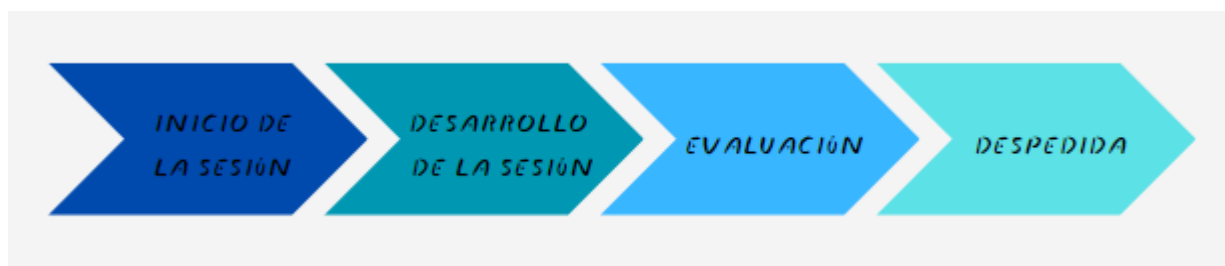 INICIO DE
LA SESIÓN
DESARROLLO
DE LA SESIÓN
EVALUACIÓN
DESPEDIDA